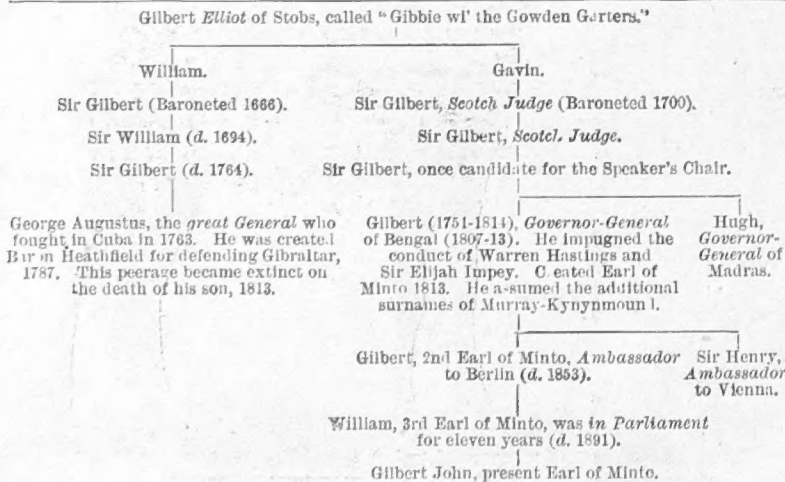 Gilbert Elliot of Stobs, called “Gibbie wi' the Gowden Garters.”
William.
Gavin.
Sir Gilbert (Baroneted 1666).
Sir Gilbert, Scotch Judge (Baroneted 1700).
Sir William (d. 1694).
Sir Gilbert, Scotch Judge.
Sir Gilbert (d. 1764).
Sir Gilbert, once candidate for the Speaker's Chair.
George Augustus, the great General who
fought in Cuba in 1763. He was created
Baron Heathfield for defending Gibraltar,
1787. This peerage became extinct on
the death of his son, 1813.
Gilbert (1751-1814), Governor-General
of Bengal (1807-13). He impugned the
conduct of Warren Hastings and
Sir Elijah Impey. Created Earl of
Minto 1813. He assumed the additional
surnames of Murray-Kynynmound.
Hugh,
Governor-
General of
Madras.
Gilbert, 2nd Earl of Minto, Ambassador
to Berlin (d. 1853).
Sir Henry,
Ambassador
to Vienna.
William, 3rd Earl of Minto, was in Parliament
for eleven years (d. 1891).
Gilbert John, present Earl of Minto.